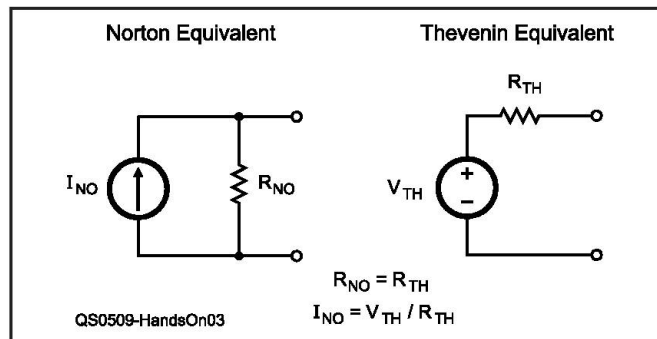 Norton Equivalent
Thevenin Equivalent
R_TH
I_NO
R_NO
V_TH
+
–
R_NO = R_TH
I_NO = V_TH / R_TH
QS0509-HandsOn03